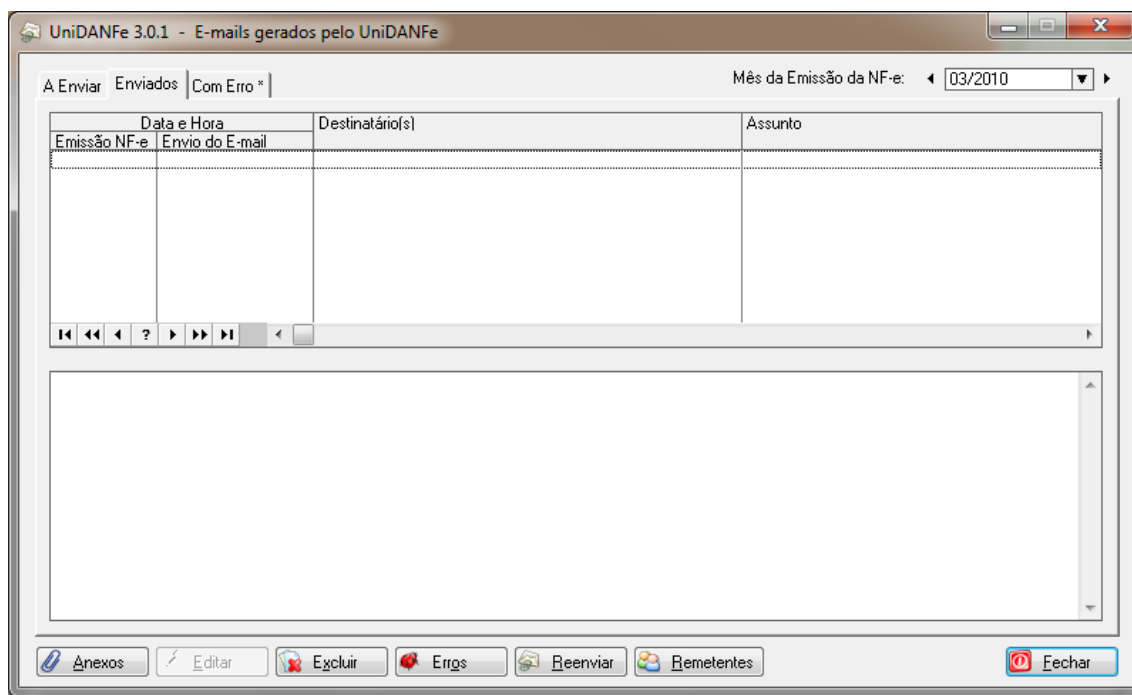 UniDANFe 3.0.1 - E-mails gerados pelo UniDANFe
A Enviar Enviados Com Erro * Mês da Emissão da NF-e: 03/2010
Data e Hora Destinatário(s) Assunto
Emissão NF-e Envio do E-mail
?
Anexos Editar Excluir Erros Reenviar Remetentes Fechar